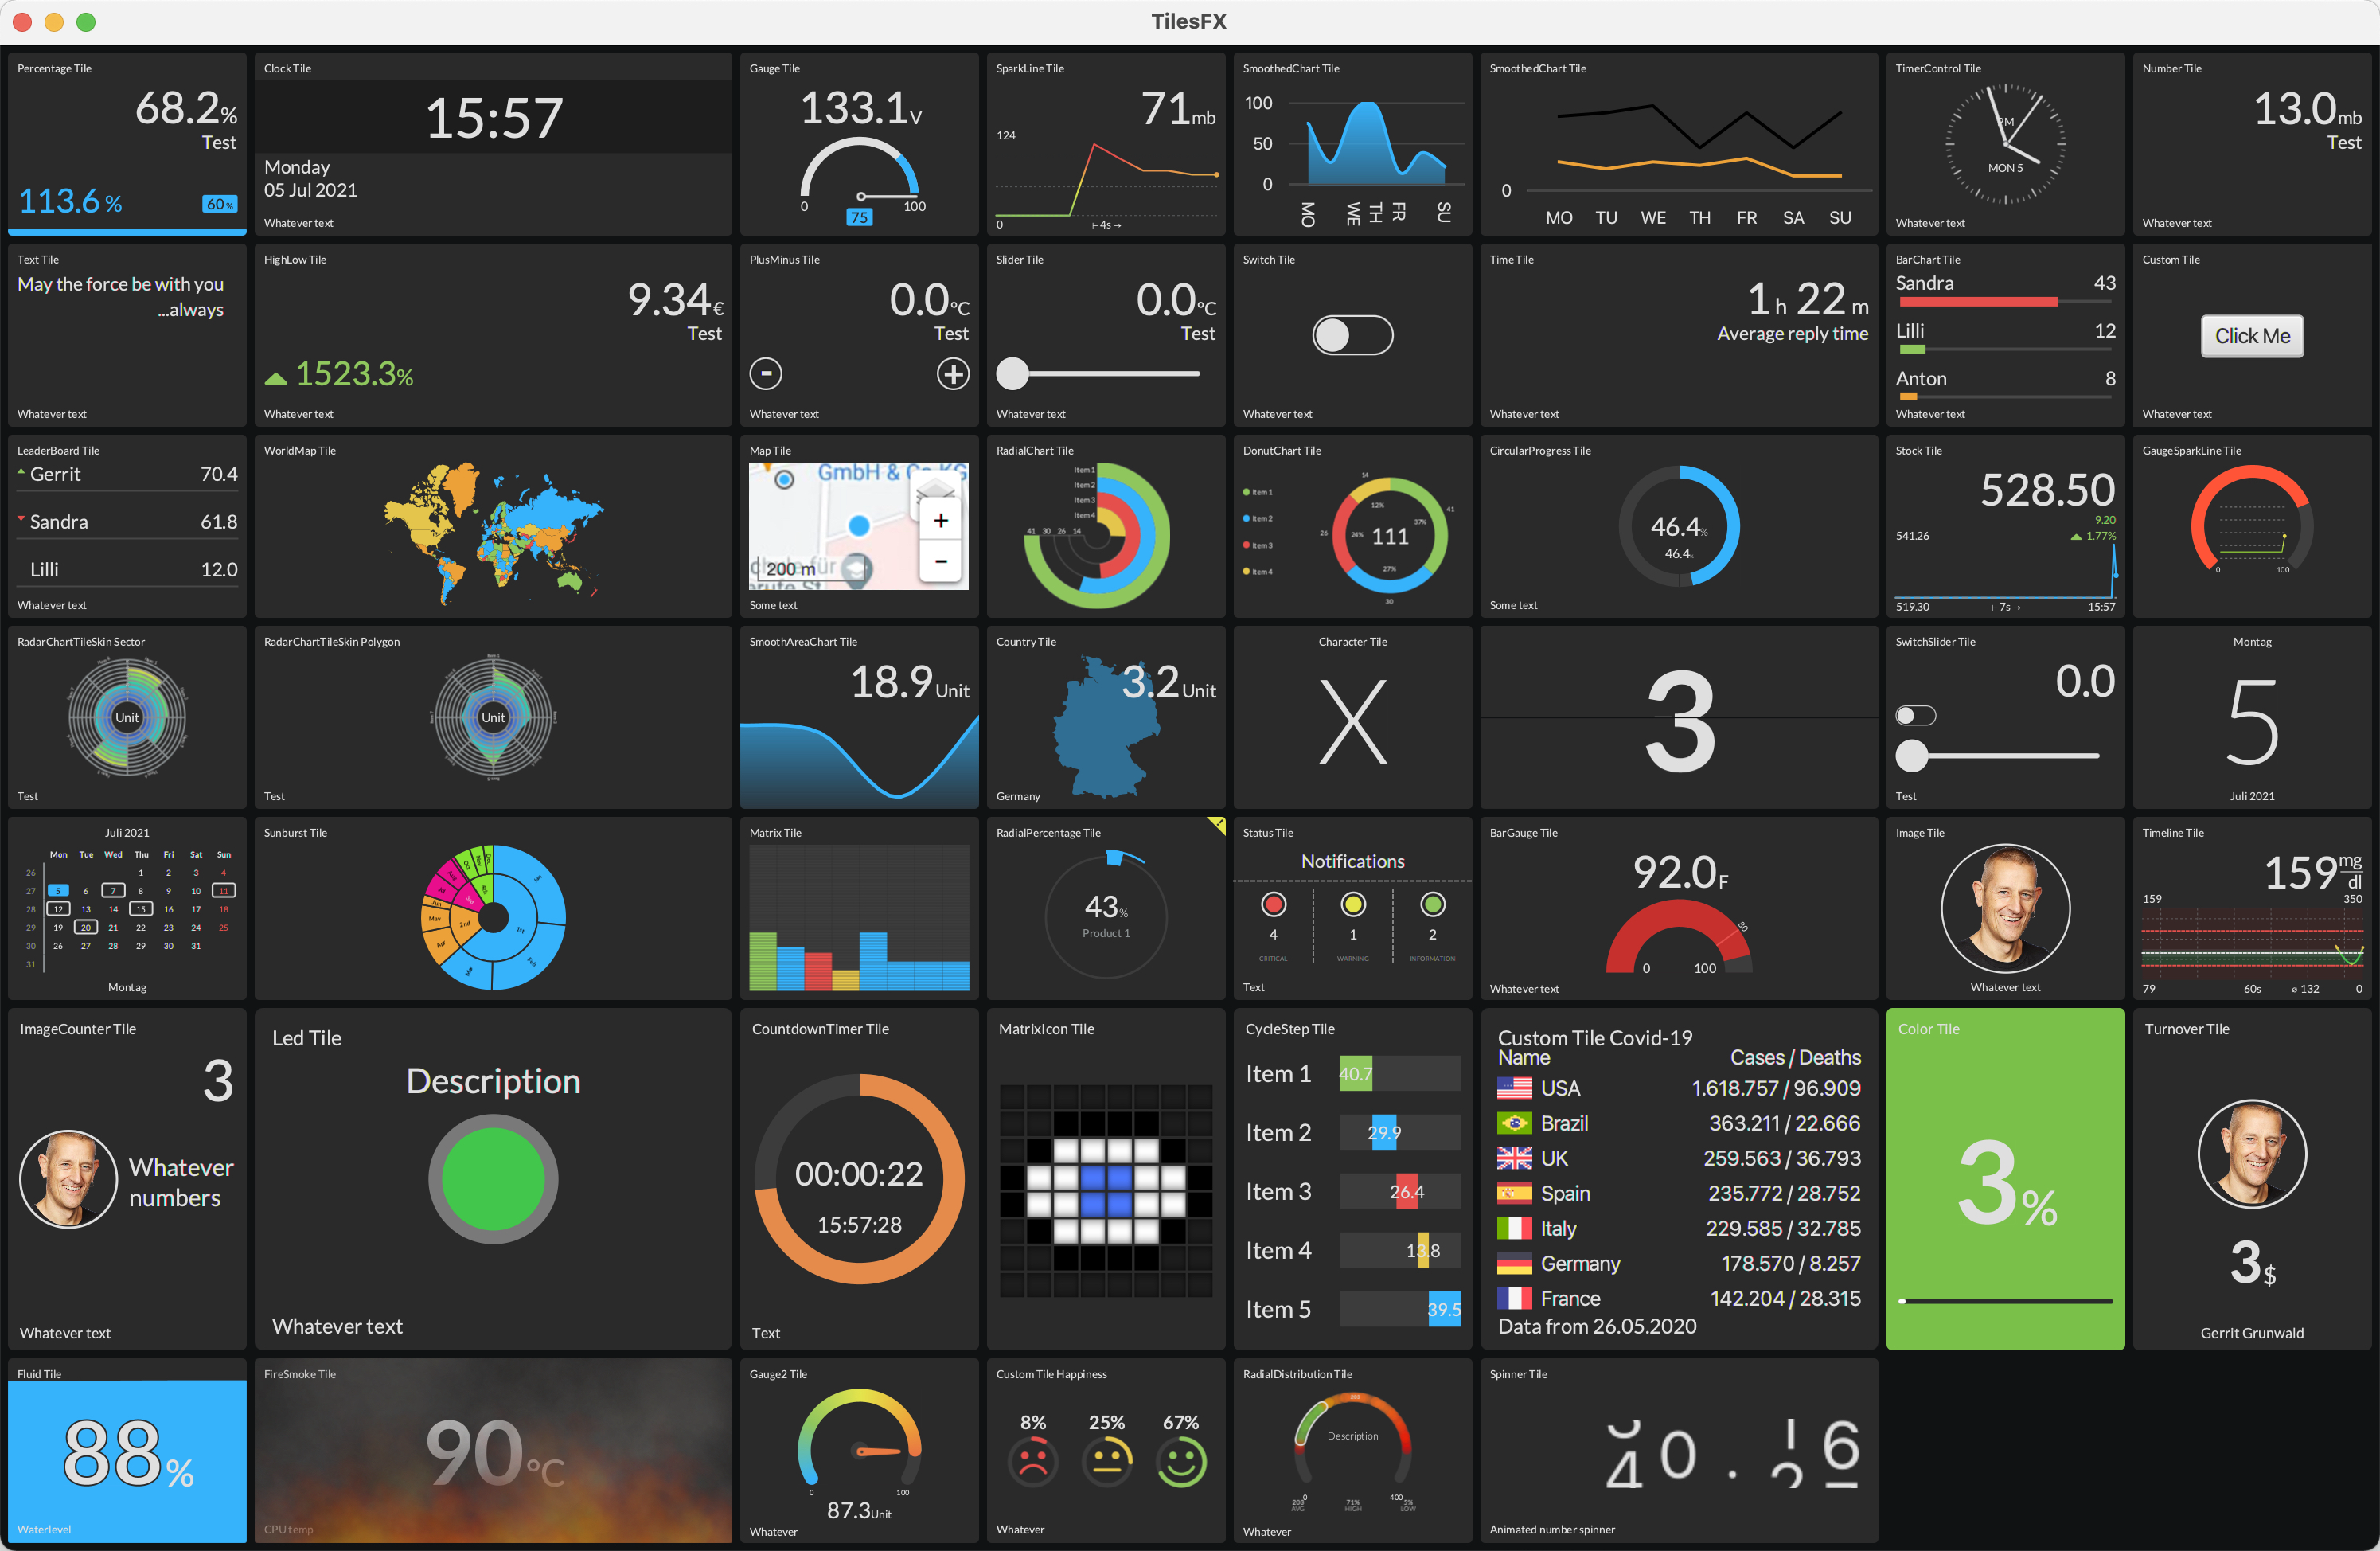 TilesFX
Percentage Tile
68.2%
Test
113.6 %
60%
Clock Tile
15:57
Monday
05 Jul 2021
Whatever text
Gauge Tile
133.1V
0
100
75
SparkLine Tile
71mb
124
0
⊢4s→
SmoothedChart Tile
100
50
0
MO WE TH FR SU
SmoothedChart Tile
0
MO TU WE TH FR SA SU
TimerControl Tile
PM
MON 5
Whatever text
Number Tile
13.0mb
Test
Whatever text
Text Tile
May the force be with you
...always
Whatever text
HighLow Tile
9.34€
Test
1523.3%
Whatever text
PlusMinus Tile
0.0°C
Test
- +
Whatever text
Slider Tile
0.0°C
Test
Whatever text
Switch Tile
Whatever text
Time Tile
1 h 22 m
Average reply time
Whatever text
BarChart Tile
Sandra 43
Lilli 12
Anton 8
Whatever text
Custom Tile
Click Me
Whatever text
LeaderBoard Tile
Gerrit 70.4
Sandra 61.8
Lilli 12.0
Whatever text
WorldMap Tile
Map Tile
GmbH & Co KG
+
−
200 m
Some text
RadialChart Tile
Item 1
Item 2
Item 3
Item 4
41 30 26 14
DonutChart Tile
Item 1
Item 2
Item 3
Item 4
14
12%
41
37%
26
24%
111
27%
30
CircularProgress Tile
46.4%
46.4%
Some text
Stock Tile
528.50
9.20
541.26
1.77%
519.30
⊢7s→
15:57
GaugeSparkLine Tile
0
100
RadarChartTileSkin Sector
Unit
Test
RadarChartTileSkin Polygon
Unit
Test
SmoothAreaChart Tile
18.9 Unit
Country Tile
3.2 Unit
Germany
Character Tile
X
3
SwitchSlider Tile
0.0
Test
Montag
5
Juli 2021
Juli 2021
Mon Tue Wed Thu Fri Sat Sun
26 1 2 3 4
27 5 6 7 8 9 10 11
28 12 13 14 15 16 17 18
29 19 20 21 22 23 24 25
30 26 27 28 29 30 31
31
Montag
Sunburst Tile
Matrix Tile
RadialPercentage Tile
43%
Product 1
Status Tile
Notifications
4 1 2
CRITICAL WARNING INFORMATION
Text
BarGauge Tile
92.0F
80
0
100
Whatever text
Image Tile
Whatever text
Timeline Tile
159 mg
dl
159
350
79
60s
ø 132
0
ImageCounter Tile
3
Whatever
numbers
Whatever text
Led Tile
Description
Whatever text
CountdownTimer Tile
00:00:22
15:57:28
Text
MatrixIcon Tile
CycleStep Tile
Item 1 40.7
Item 2 29.9
Item 3 26.4
Item 4 13.8
Item 5 39.5
Custom Tile Covid-19
Name Cases / Deaths
USA 1.618.757 / 96.909
Brazil 363.211 / 22.666
UK 259.563 / 36.793
Spain 235.772 / 28.752
Italy 229.585 / 32.785
Germany 178.570 / 8.257
France 142.204 / 28.315
Data from 26.05.2020
Color Tile
3%
Turnover Tile
3$
Gerrit Grunwald
Fluid Tile
88%
Waterlevel
FireSmoke Tile
90°C
CPU temp
Gauge2 Tile
0
100
87.3Unit
Whatever
Custom Tile Happiness
8% 25% 67%
Whatever
RadialDistribution Tile
203
Description
0
400
203
AVG
71%
HIGH
5%
LOW
Whatever
Spinner Tile
Animated number spinner